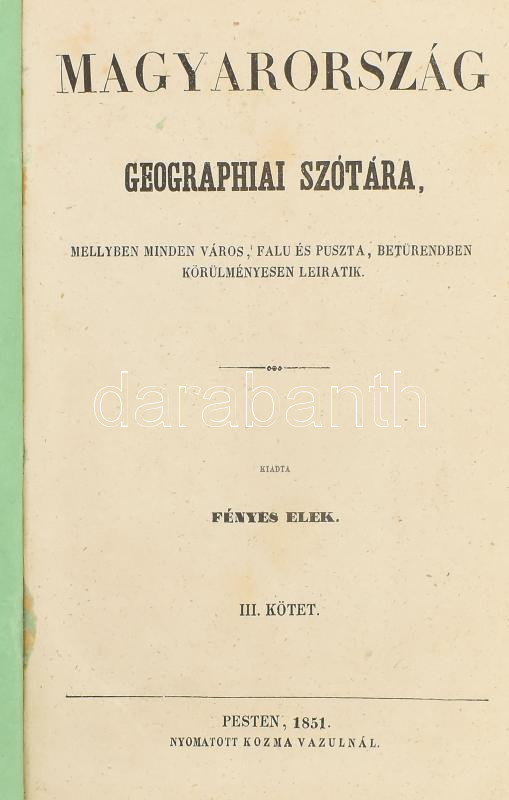 MAGYARORSZÁG
GEOGRAPHIAI SZÓTÁRA,
MELLYBEN MINDEN VÁROS, FALU ÉS PUSZTA, BETÜRENDBEN
KÖRÜLMÉNYESEN LEIRATIK.
darabanth
KIADTA
FÉNYES ELEK.
III. KÖTET.
PESTEN, 1851.
NYOMATOTT KOZMA VAZULNÁL.